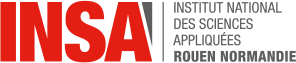 INSA
INSTITUT NATIONAL
DES SCIENCES
APPLIQUÉES
ROUEN NORMANDIE